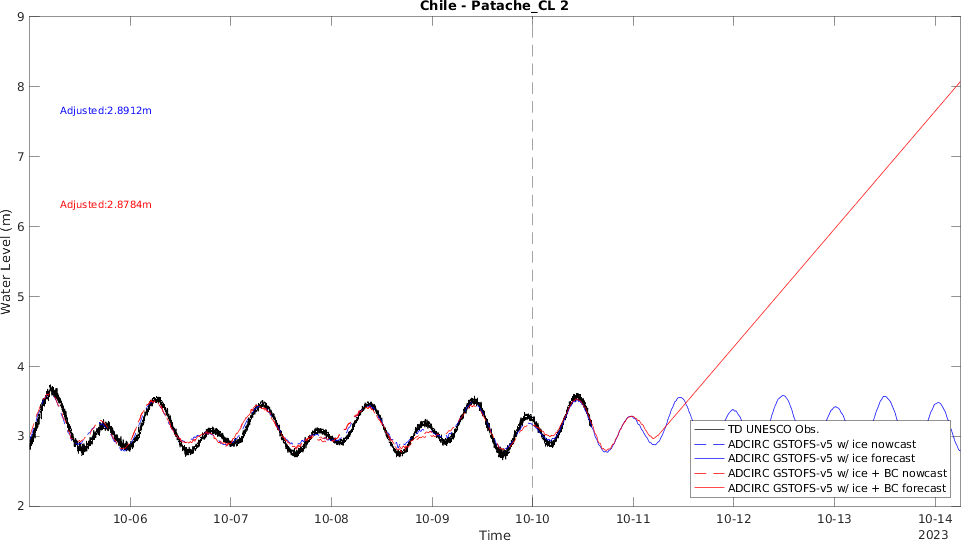 Chile - Patache_CL 2
9
8
7
6
5
4
3
2
Water Level (m)
Adjusted:2.8912m
Adjusted:2.8784m
TD UNESCO Obs.
ADCIRC GSTOFS-v5 w/ ice nowcast
ADCIRC GSTOFS-v5 w/ ice forecast
ADCIRC GSTOFS-v5 w/ ice + BC nowcast
ADCIRC GSTOFS-v5 w/ ice + BC forecast
10-06 10-07 10-08 10-09 10-10 10-11 10-12 10-13 10-14
Time
2023